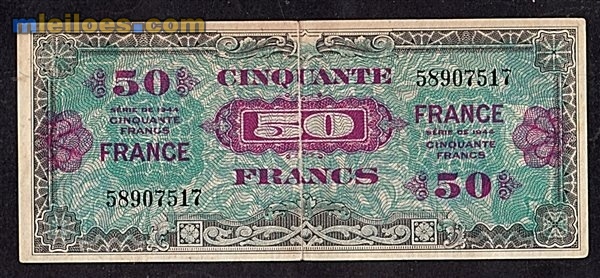 mleiloes.com
50
SÉRIE DE 1944
CINQUANTE
FRANCS
FRANCE
58907517
CINQUANTE
50
FRANCS
58907517
FRANCE
SÉRIE DE 1944
CINQUANTE
FRANCS
50